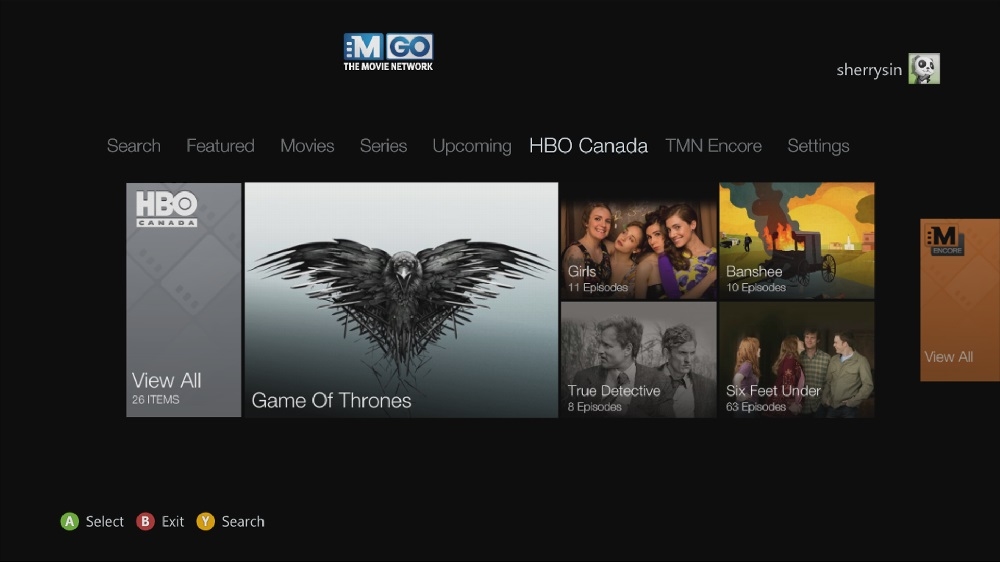 M GO
THE MOVIE NETWORK
sherrysin
Search Featured Movies Series Upcoming HBO Canada TMN Encore Settings
HBO
CANADA
View All
26 ITEMS
Game Of Thrones
Girls
11 Episodes
Banshee
10 Episodes
True Detective
8 Episodes
Six Feet Under
63 Episodes
M
ENCORE
View All
A Select B Exit Y Search